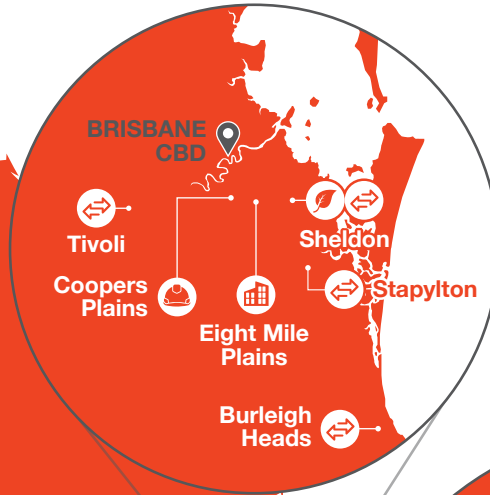 BRISBANE
CBD
Tivoli
Sheldon
Coopers
Plains
Stapylton
Eight Mile
Plains
Burleigh
Heads